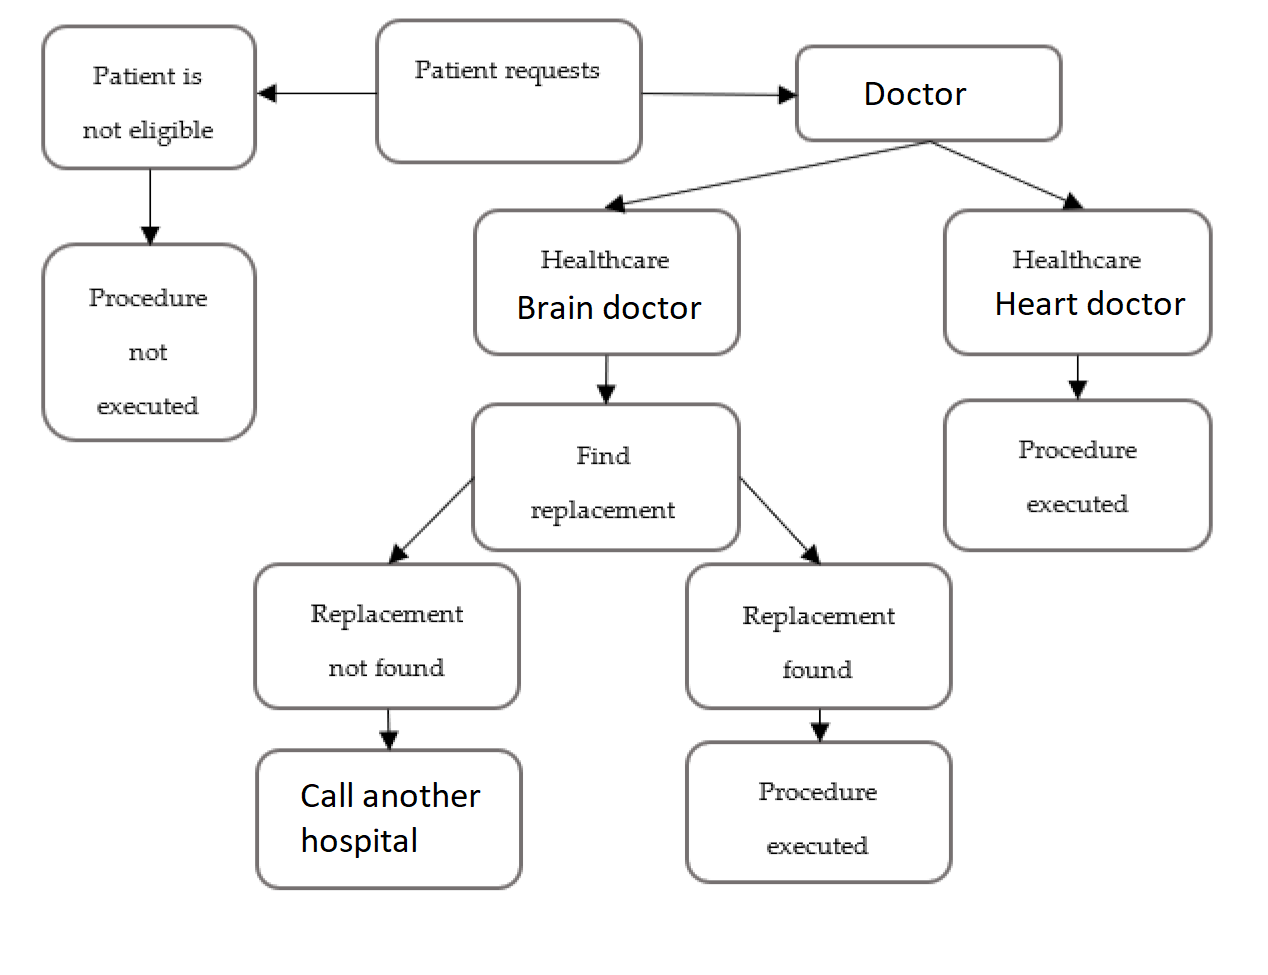 Patient is
not eligible
Patient requests
Doctor
Procedure
not
executed
Healthcare
Brain doctor
Healthcare
Heart doctor
Find
replacement
Procedure
executed
Replacement
not found
Replacement
found
Call another
hospital
Procedure
executed